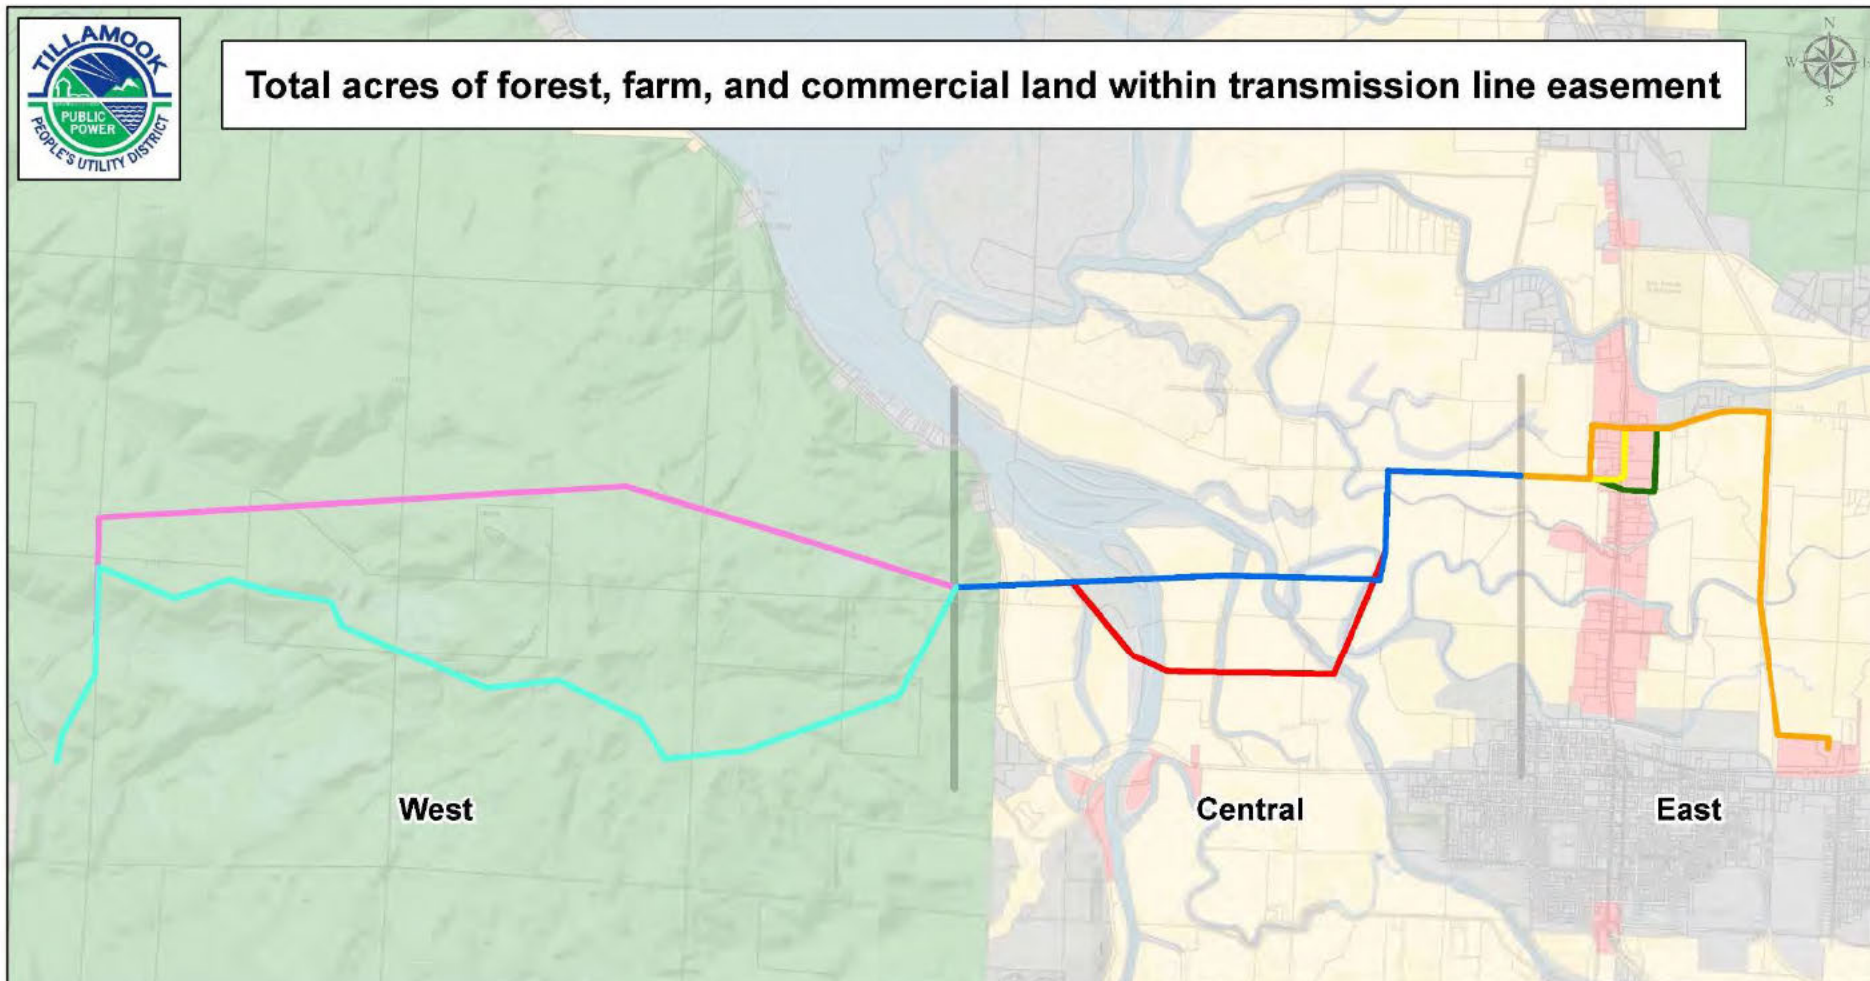 TILLAMOOK
PUBLIC
POWER
PEOPLE'S UTILITY DISTRICT
Total acres of forest, farm, and commercial land within transmission line easement
N
W
S
West
Central
East